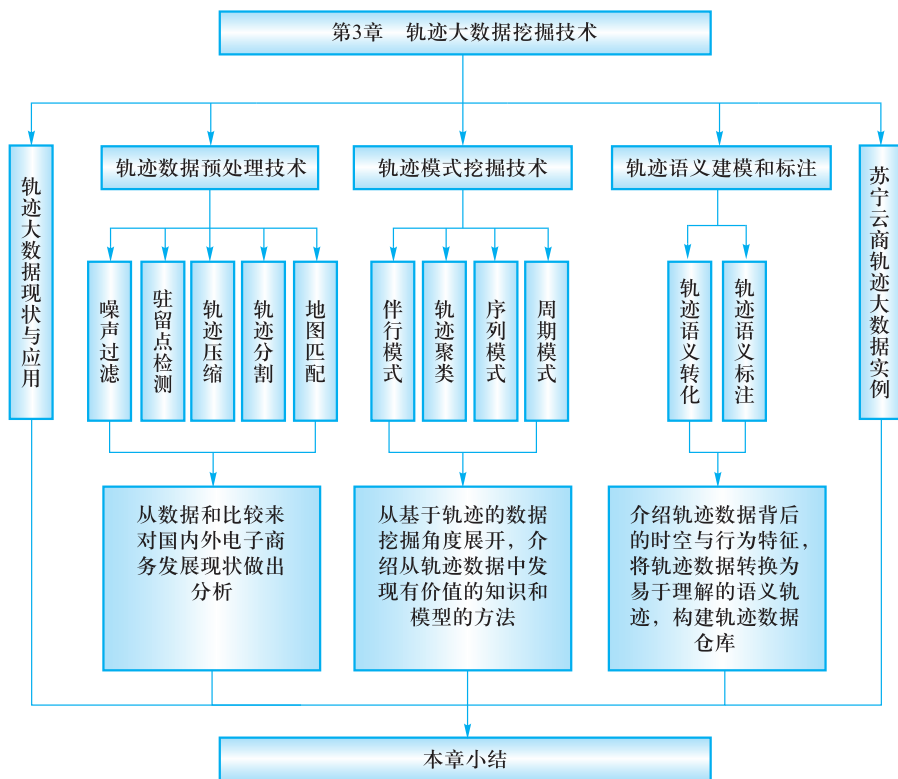 第3章　轨迹大数据挖掘技术
轨迹大数据现状与应用
轨迹数据预处理技术
轨迹模式挖掘技术
轨迹语义建模和标注
苏宁云商轨迹大数据实例
噪声过滤
驻留点检测
轨迹压缩
轨迹分割
地图匹配
伴行模式
轨迹聚类
序列模式
周期模式
轨迹语义转化
轨迹语义标注
从数据和比较来
对国内外电子商
务发展现状做出
分析
从基于轨迹的数据
挖掘角度展开，介
绍从轨迹数据中发
现有价值的知识和
模型的方法
介绍轨迹数据背后
的时空与行为特征，
将轨迹数据转换为
易于理解的语义轨
迹，构建轨迹数据
仓库
本章小结